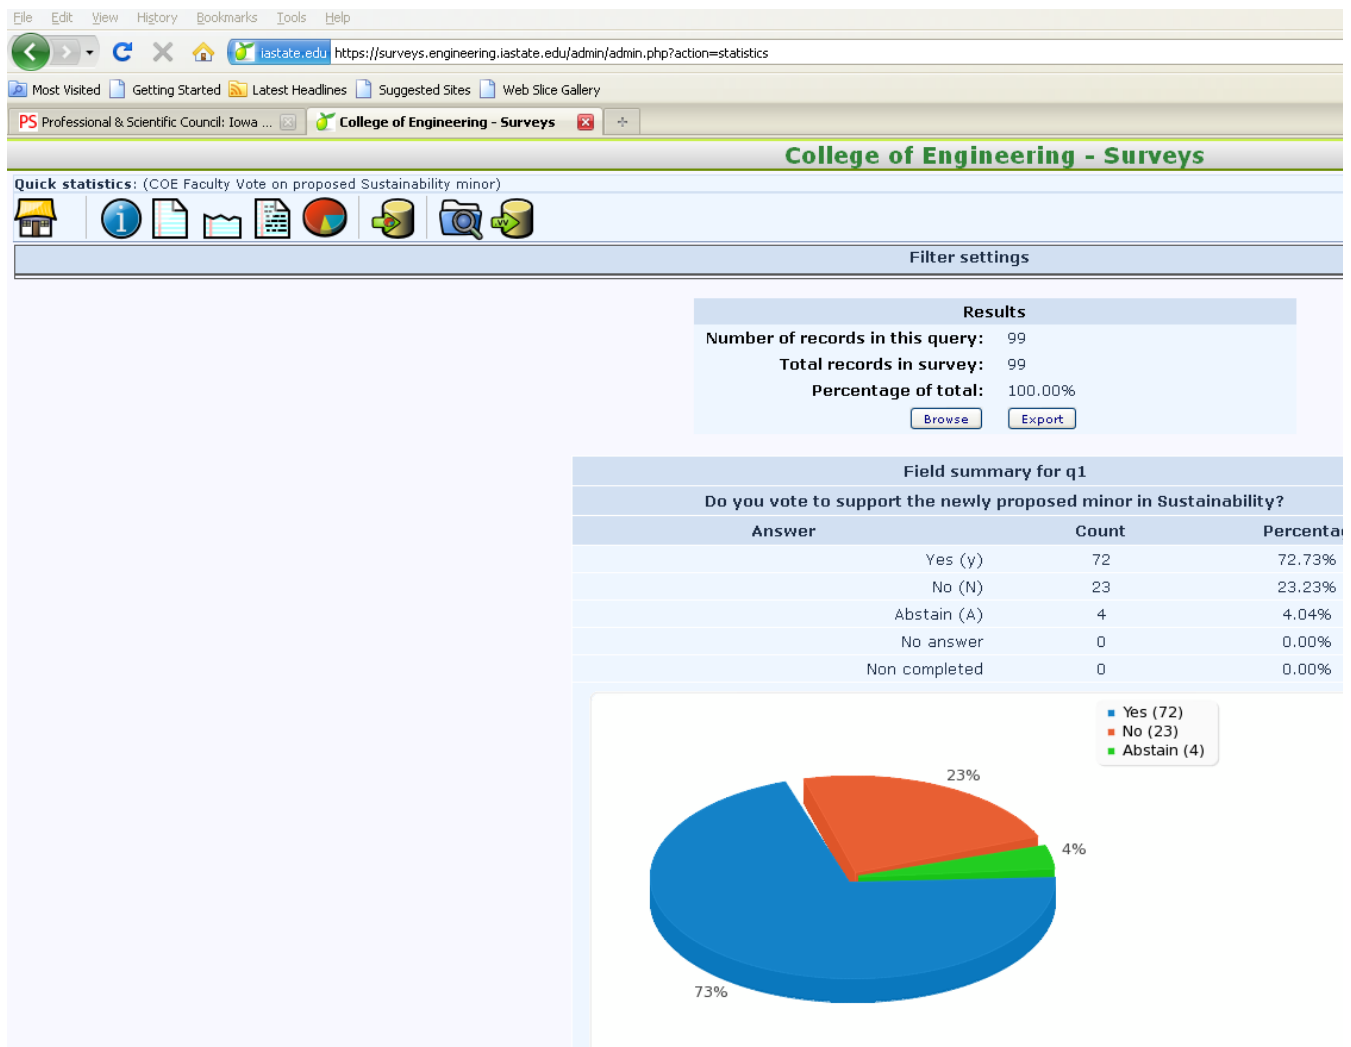 File Edit View History Bookmarks Tools Help
iastate.edu https://surveys.engineering.iastate.edu/admin/admin.php?action=statistics
Most Visited Getting Started Latest Headlines Suggested Sites Web Slice Gallery
PS Professional & Scientific Council: Iowa ... College of Engineering - Surveys
College of Engineering - Surveys
Quick statistics: (COE Faculty Vote on proposed Sustainability minor)
Filter settings
Results
Number of records in this query: 99
Total records in survey: 99
Percentage of total: 100.00%
Browse Export
Field summary for q1
Do you vote to support the newly proposed minor in Sustainability?
Answer Count Percenta
Yes (y) 72 72.73%
No (N) 23 23.23%
Abstain (A) 4 4.04%
No answer 0 0.00%
Non completed 0 0.00%
Yes (72)
No (23)
Abstain (4)
23%
4%
73%